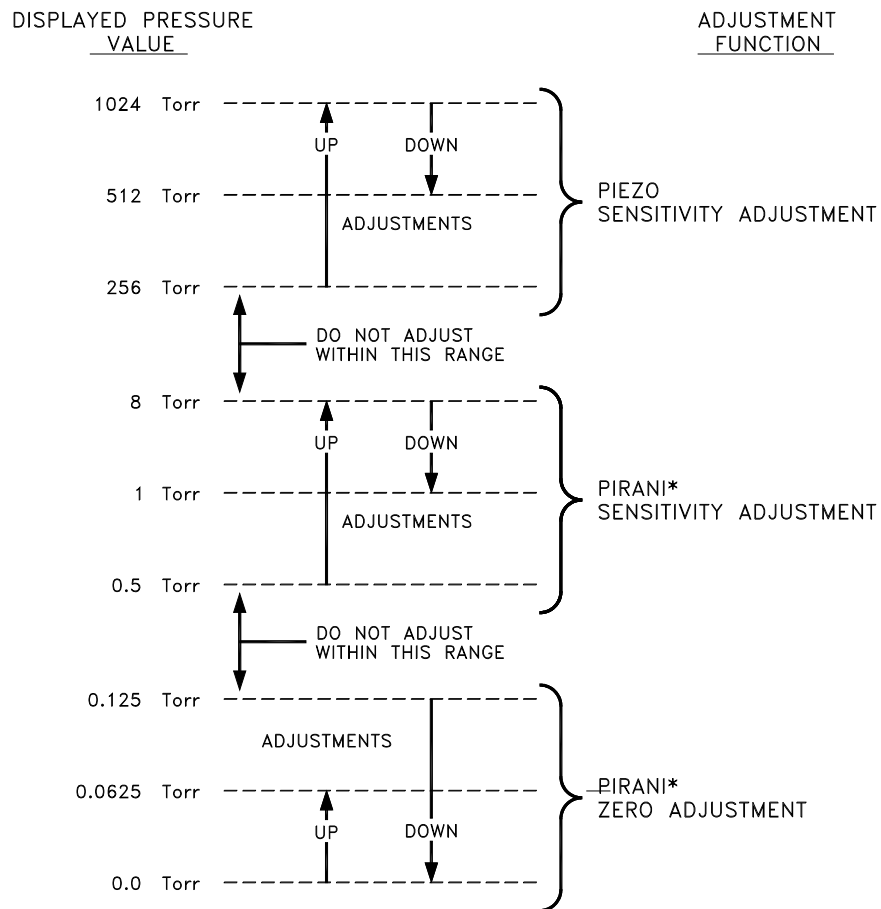 DISPLAYED PRESSURE
VALUE
ADJUSTMENT
FUNCTION
1024 Torr
UP
DOWN
512 Torr
ADJUSTMENTS
PIEZO
SENSITIVITY ADJUSTMENT
256 Torr
DO NOT ADJUST
WITHIN THIS RANGE
8 Torr
UP
DOWN
1 Torr
ADJUSTMENTS
PIRANI*
SENSITIVITY ADJUSTMENT
0.5 Torr
DO NOT ADJUST
WITHIN THIS RANGE
0.125 Torr
ADJUSTMENTS
0.0625 Torr
PIRANI*
ZERO ADJUSTMENT
UP
DOWN
0.0 Torr